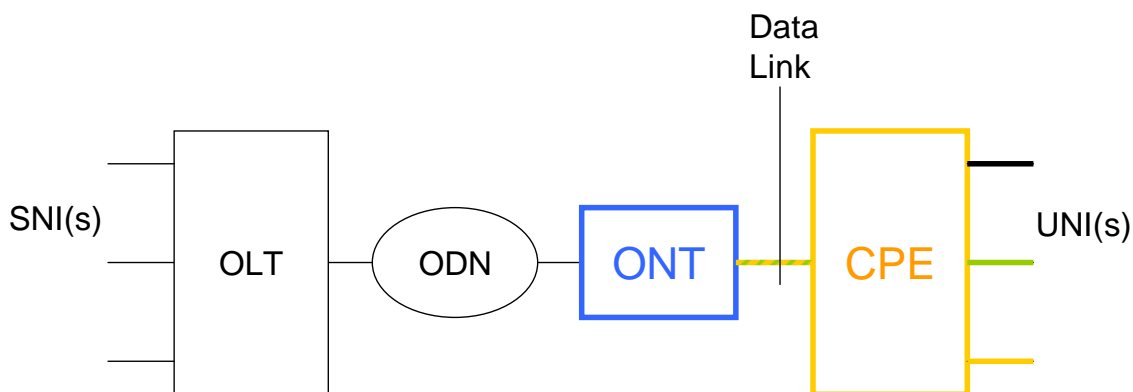 Data
Link
SNI(s)
OLT
ODN
ONT
CPE
UNI(s)